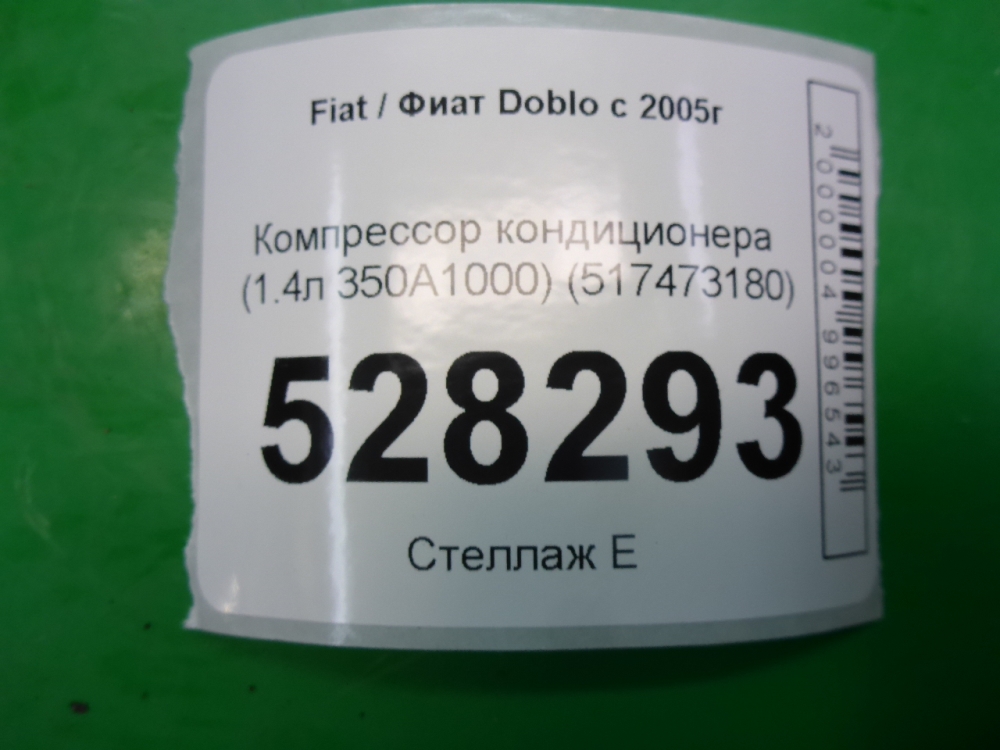 Fiat / Фиат Doblo с 2005г
Компрессор кондиционера
(1.4л 350A1000) (517473180)
528293
Стеллаж Е
2000004996543